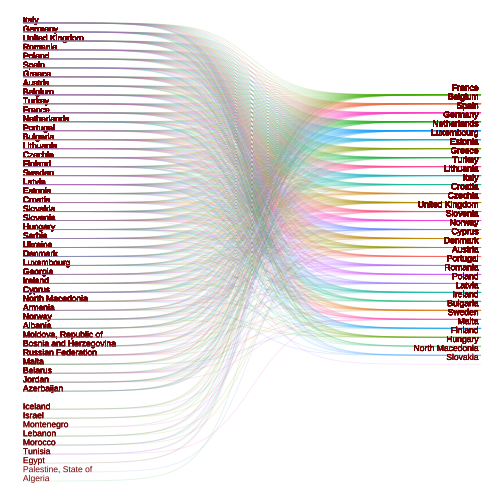 Italy
Germany
United Kingdom
Romania
Poland
Spain
Greece
Austria
Belgium
Turkey
France
Netherlands
Portugal
Bulgaria
Lithuania
Czechia
Finland
Sweden
Latvia
Estonia
Croatia
Slovakia
Slovenia
Hungary
Serbia
Ukraine
Denmark
Luxembourg
Georgia
Ireland
Cyprus
North Macedonia
Armenia
Norway
Albania
Moldova, Republic of
Bosnia and Herzegovina
Russian Federation
Malta
Belarus
Jordan
Azerbaijan
Iceland
Israel
Montenegro
Lebanon
Morocco
Tunisia
Egypt
Palestine, State of
Algeria
France
Belgium
Spain
Germany
Netherlands
Luxembourg
Estonia
Greece
Turkey
Lithuania
Italy
Croatia
Czechia
United Kingdom
Slovenia
Norway
Cyprus
Denmark
Austria
Portugal
Romania
Poland
Latvia
Ireland
Bulgaria
Sweden
Malta
Finland
Hungary
North Macedonia
Slovakia